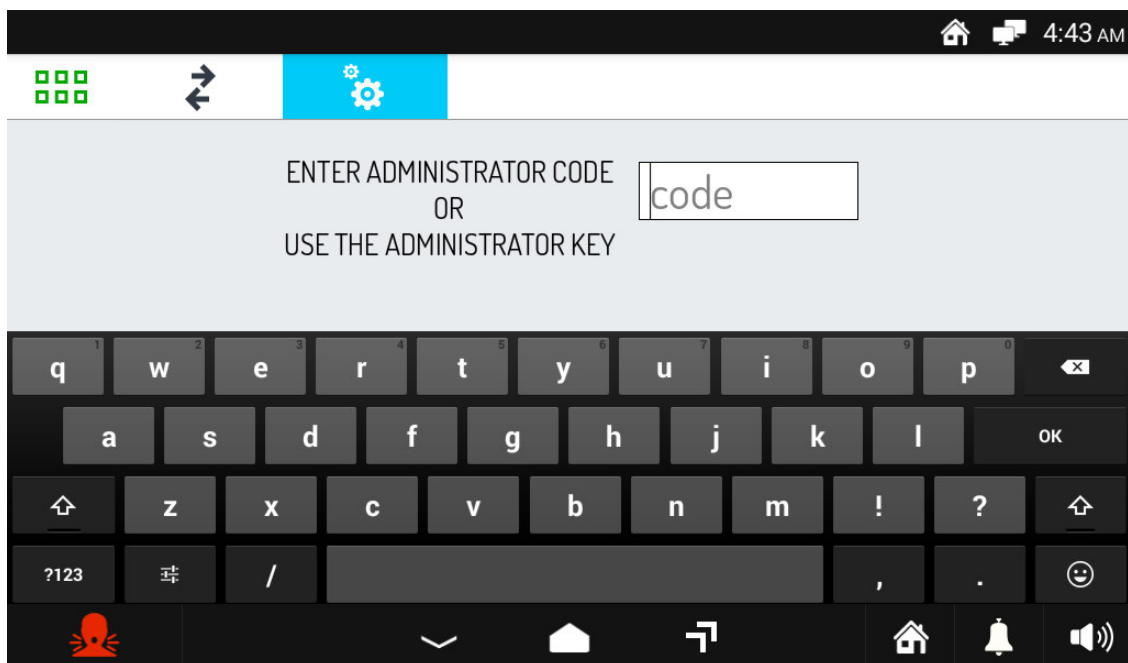 4:43 AM
ENTER ADMINISTRATOR CODE
OR
USE THE ADMINISTRATOR KEY
code
q 1 w 2 e 3 r 4 t 5 y 6 u 7 i 8 o 9 p 0
a s d f g h j k l OK
z x c v b n m ! ?
?123 / , .